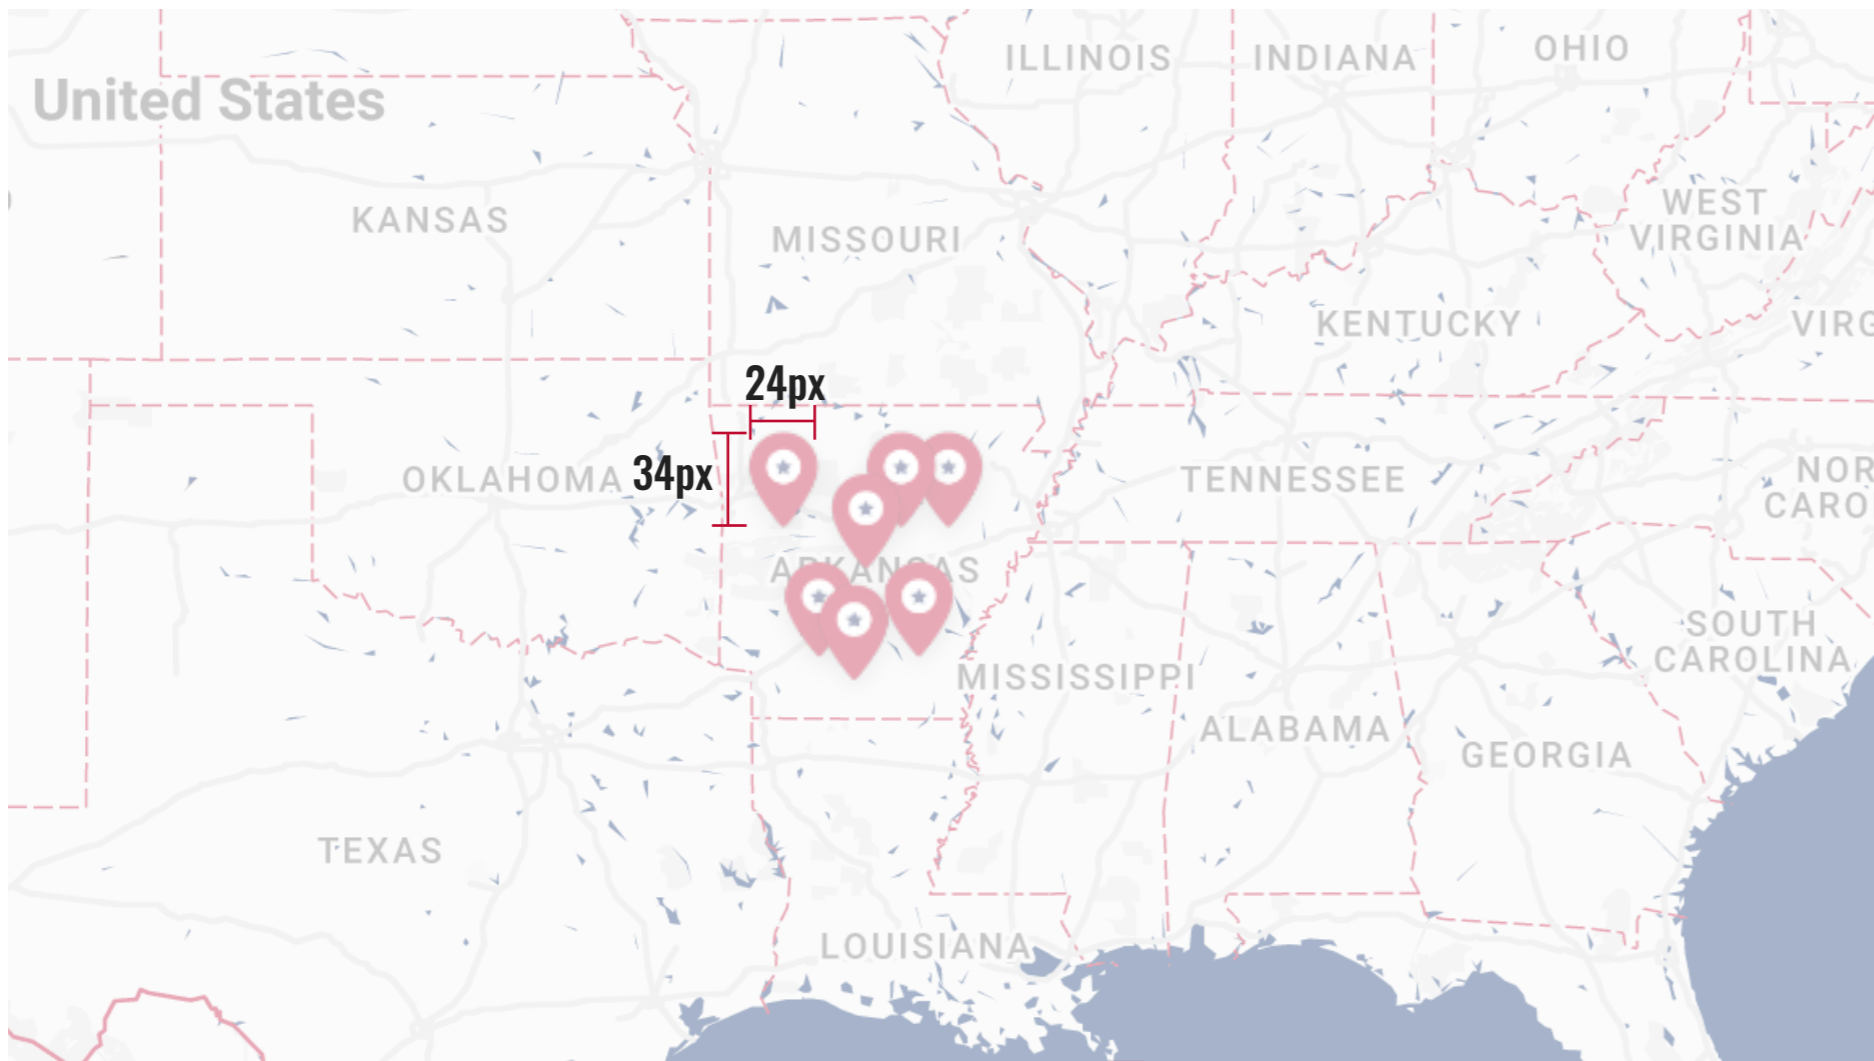 ILLINOIS
INDIANA
OHIO
United States
WEST
VIRGINIA
KANSAS
MISSOURI
KENTUCKY
VIRG
24px
34px
OKLAHOMA
TENNESSEE
NOR
CARO
ARKANSAS
SOUTH
CAROLINA
MISSISSIPPI
ALABAMA
GEORGIA
TEXAS
LOUISIANA